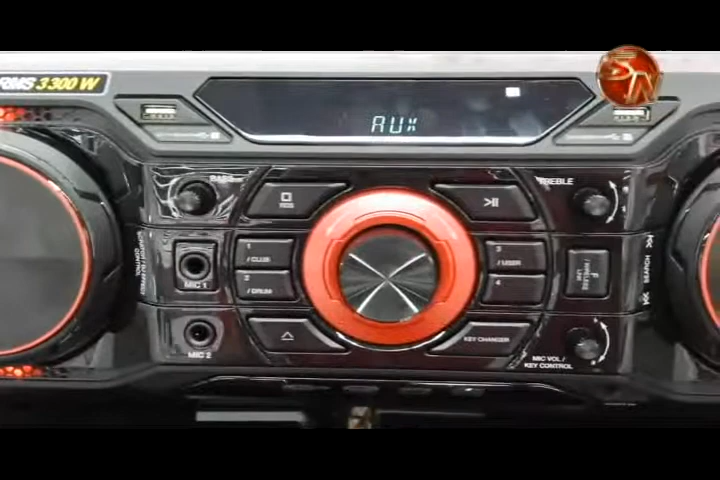 RMS 3300 W
SN
AUX
BASS
TREBLE
1
/ CLUB
3
/ USER
2
/ DRUM
4
SEARCH
MIC 1
MIC 2
KEY CHANGER
MIC VOL /
KEY CONTROL